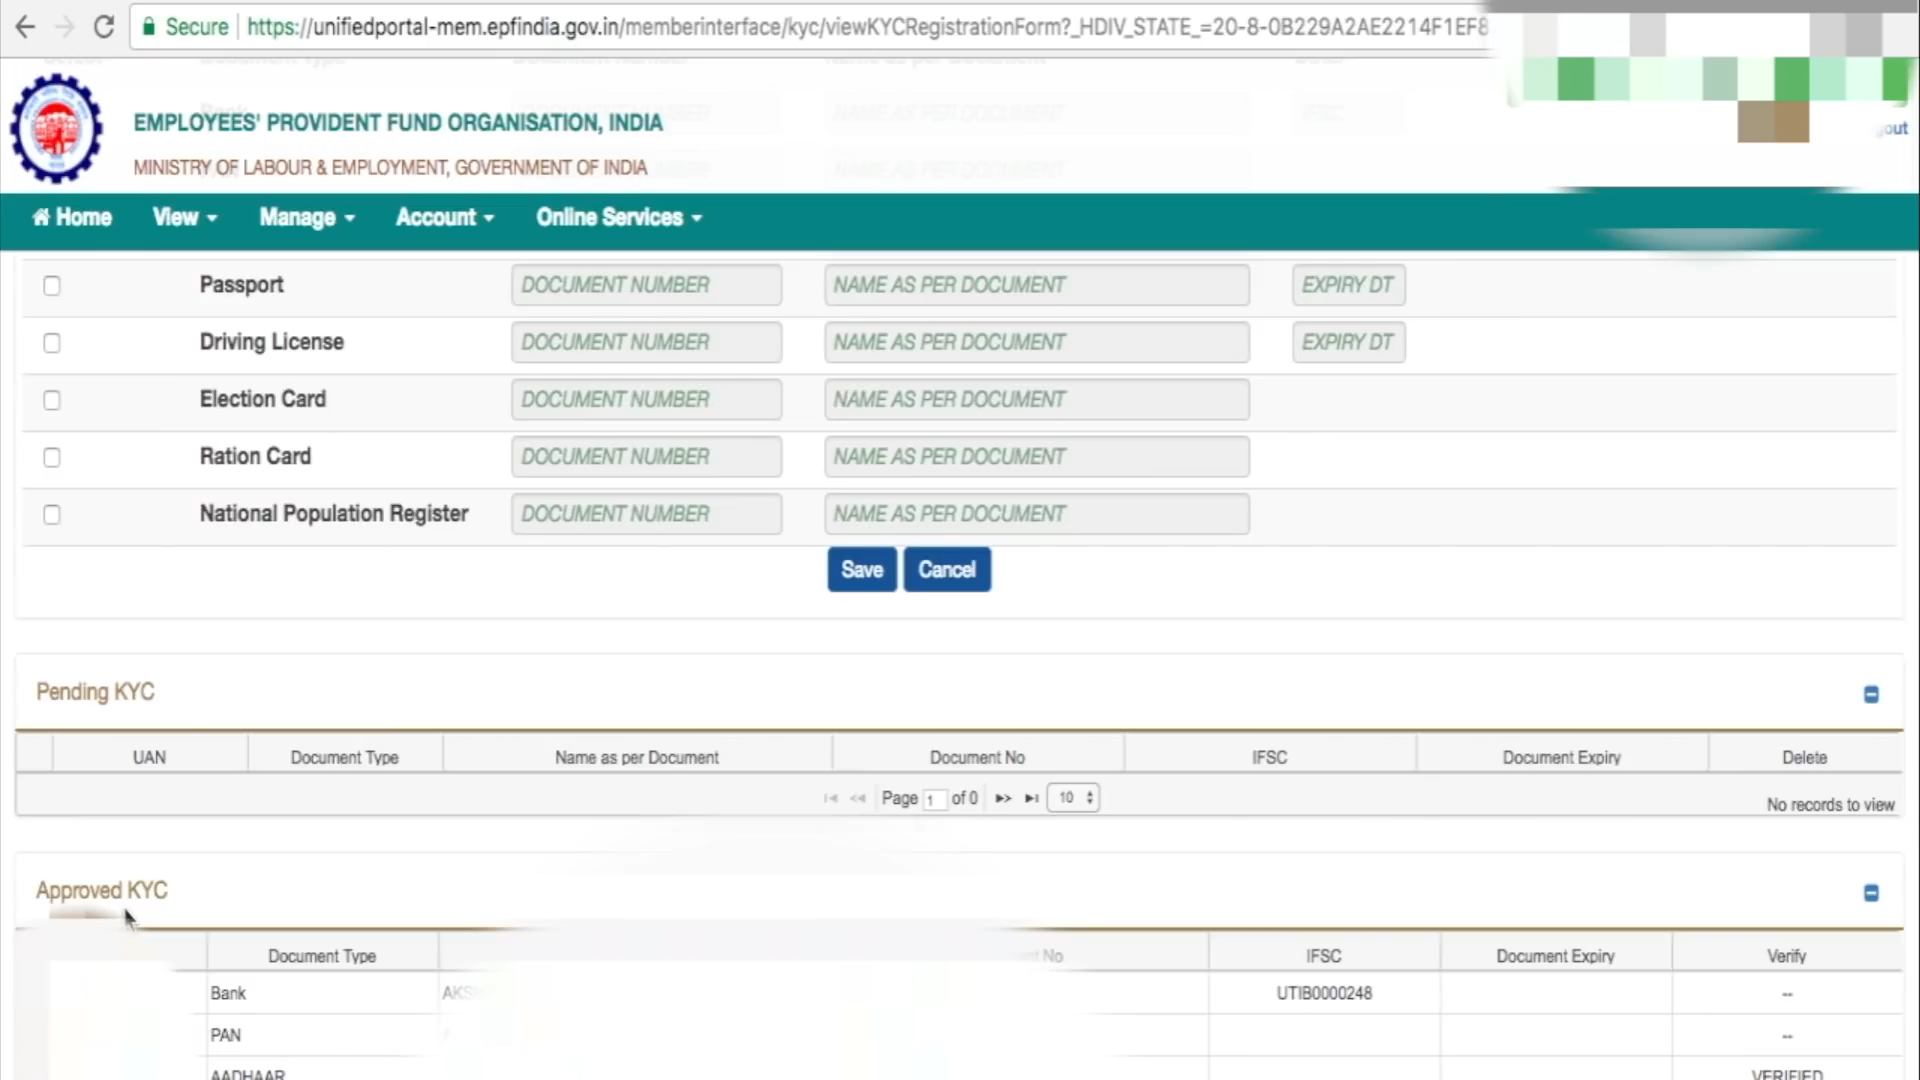 Secure https://unifiedportal-mem.epfindia.gov.in/memberinterface/kyc/viewKYCRegistrationForm?_HDIV_STATE_=20-8-0B229A2AE2214F1EF8
EMPLOYEES' PROVIDENT FUND ORGANISATION, INDIA
MINISTRY OF LABOUR & EMPLOYMENT, GOVERNMENT OF INDIA
Home View Manage Account Online Services
Passport DOCUMENT NUMBER NAME AS PER DOCUMENT EXPIRY DT
Driving License DOCUMENT NUMBER NAME AS PER DOCUMENT EXPIRY DT
Election Card DOCUMENT NUMBER NAME AS PER DOCUMENT
Ration Card DOCUMENT NUMBER NAME AS PER DOCUMENT
National Population Register DOCUMENT NUMBER NAME AS PER DOCUMENT
Save Cancel
Pending KYC
UAN Document Type Name as per Document Document No IFSC Document Expiry Delete
Page 1 of 0 10
No records to view
Approved KYC
Document Type No IFSC Document Expiry Verify
Bank UTIB0000248 --
PAN --
AADHAAR VERIFIED